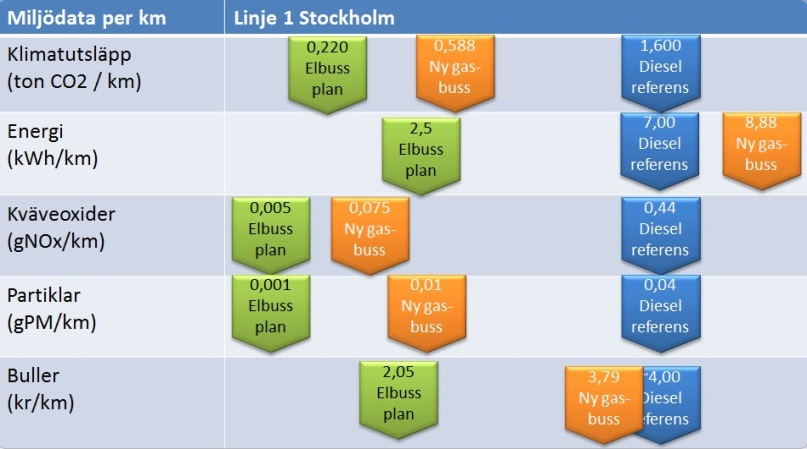 Miljödata per km
Linje 1 Stockholm
Klimatutsläpp
(ton CO2 / km)
0,220
Elbuss
plan
0,588
Ny gas-
buss
1,600
Diesel
referens
Energi
(kWh/km)
2,5
Elbuss
plan
7,00
Diesel
referens
8,88
Ny gas-
buss
Kväveoxider
(gNOx/km)
0,005
Elbuss
plan
0,075
Ny gas-
buss
0,44
Diesel
referens
Partiklar
(gPM/km)
0,001
Elbuss
plan
0,01
Ny gas-
buss
0,04
Diesel
referens
Buller
(kr/km)
2,05
Elbuss
plan
3,79
Ny gas-
buss
4,00
Diesel
ferens